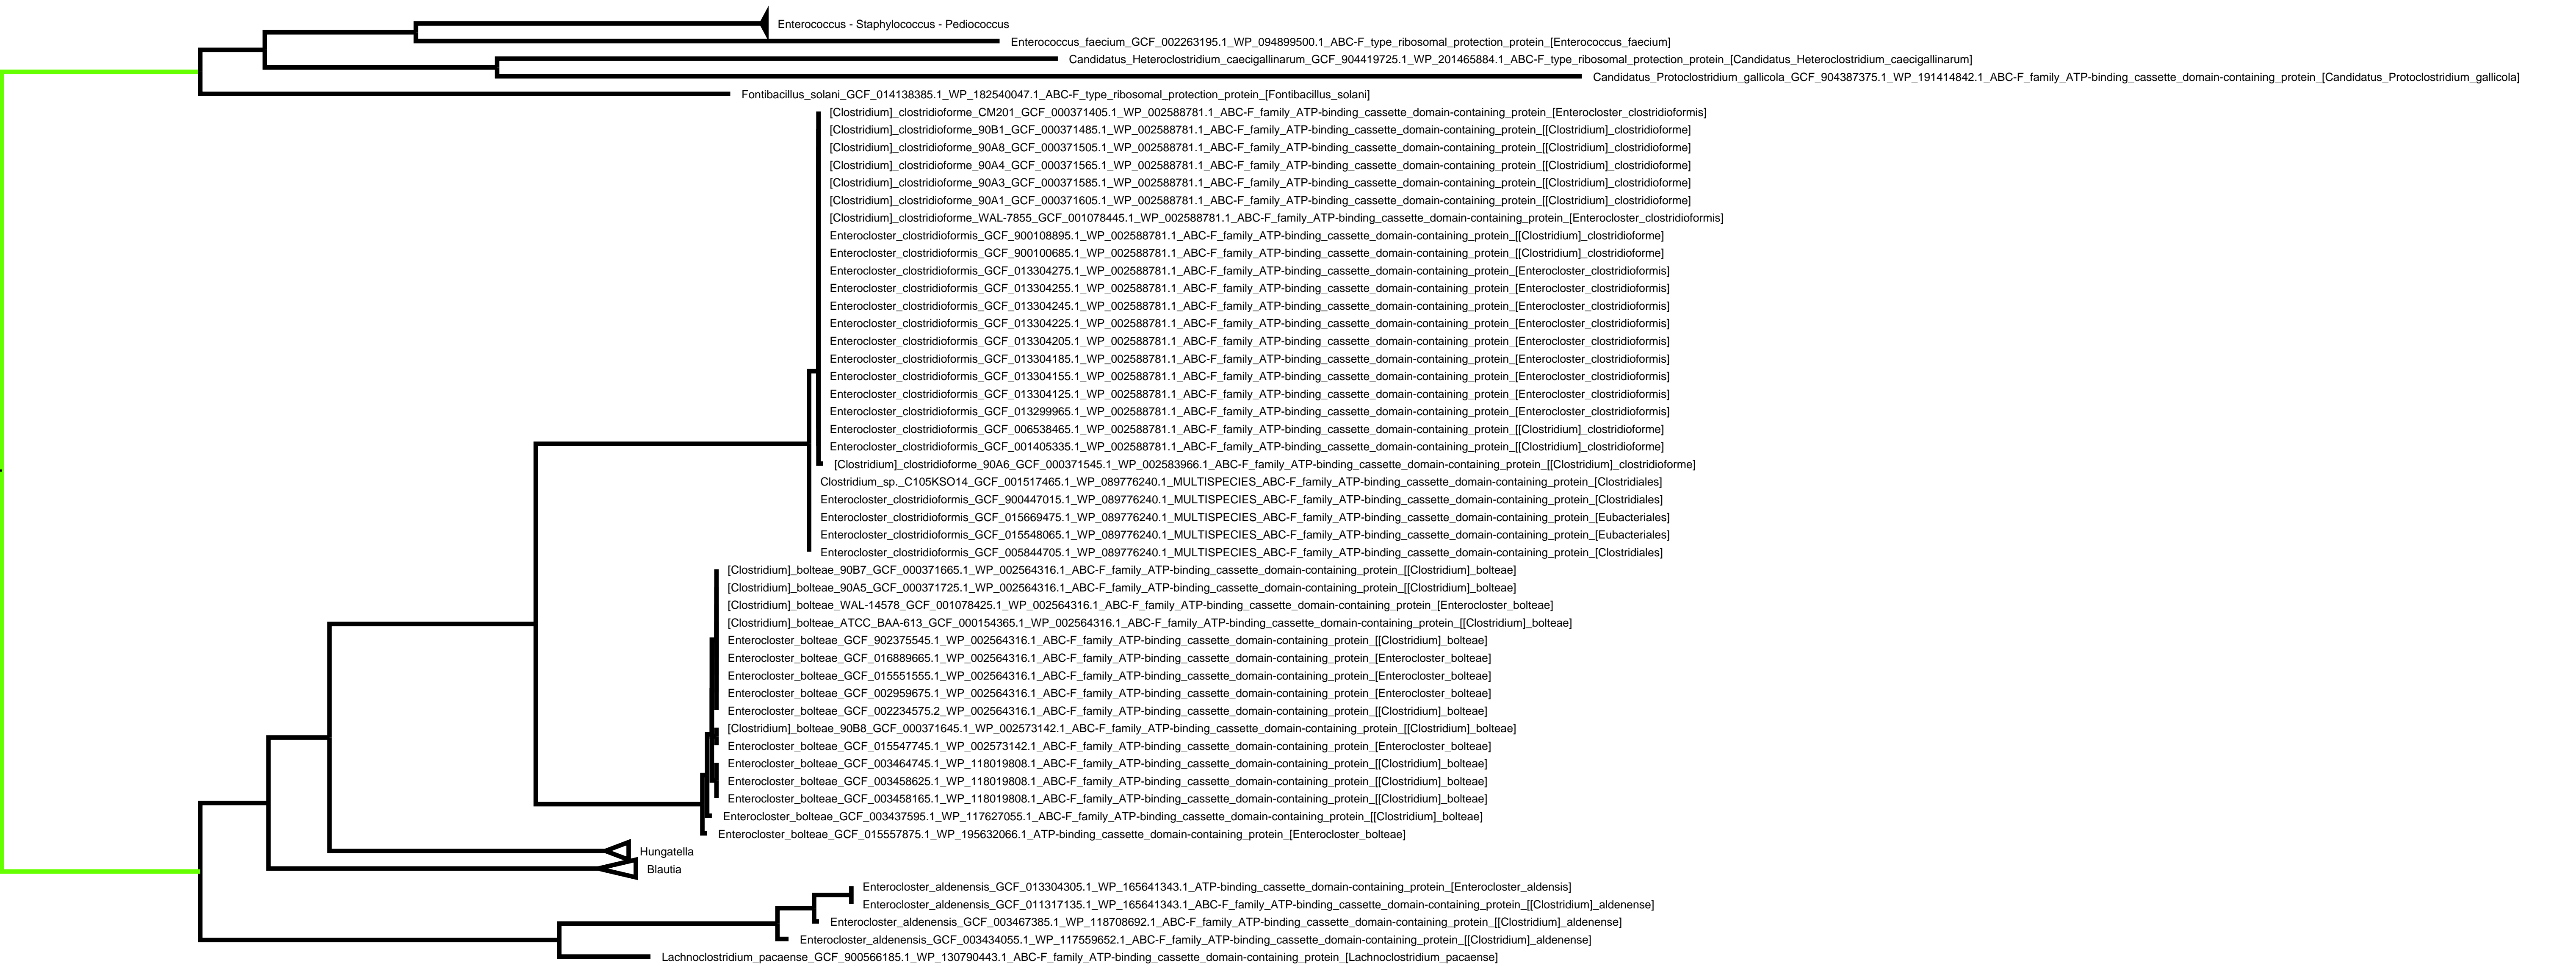 Enterococcus - Staphylococcus - Pediococcus
Enterococcus_faecium_GCF_002263195.1_WP_094899500.1_ABC-F_type_ribosomal_protection_protein_[Enterococcus_faecium]
Candidatus_Heteroclostridium_caecigallinarum_GCF_904419725.1_WP_201465884.1_ABC-F_type_ribosomal_protection_protein_[Candidatus_Heteroclostridium_caecigallinarum]
Candidatus_Protoclostridium_gallicola_GCF_904387375.1_WP_191414842.1_ABC-F_family_ATP-binding_cassette_domain-containing_protein_[Candidatus_Protoclostridium_gallicola]
Fontibacillus_solani_GCF_014138385.1_WP_182540047.1_ABC-F_type_ribosomal_protection_protein_[Fontibacillus_solani]
[Clostridium]_clostridioforme_CM201_GCF_000371405.1_WP_002588781.1_ABC-F_family_ATP-binding_cassette_domain-containing_protein_[Enterocloster_clostridioformis]
[Clostridium]_clostridioforme_90B1_GCF_000371485.1_WP_002588781.1_ABC-F_family_ATP-binding_cassette_domain-containing_protein_[[Clostridium]_clostridioforme]
[Clostridium]_clostridioforme_90A8_GCF_000371505.1_WP_002588781.1_ABC-F_family_ATP-binding_cassette_domain-containing_protein_[[Clostridium]_clostridioforme]
[Clostridium]_clostridioforme_90A4_GCF_000371565.1_WP_002588781.1_ABC-F_family_ATP-binding_cassette_domain-containing_protein_[[Clostridium]_clostridioforme]
[Clostridium]_clostridioforme_90A3_GCF_000371585.1_WP_002588781.1_ABC-F_family_ATP-binding_cassette_domain-containing_protein_[[Clostridium]_clostridioforme]
[Clostridium]_clostridioforme_90A1_GCF_000371605.1_WP_002588781.1_ABC-F_family_ATP-binding_cassette_domain-containing_protein_[[Clostridium]_clostridioforme]
[Clostridium]_clostridioforme_WAL-7855_GCF_001078445.1_WP_002588781.1_ABC-F_family_ATP-binding_cassette_domain-containing_protein_[Enterocloster_clostridioformis]
Enterocloster_clostridioformis_GCF_900108895.1_WP_002588781.1_ABC-F_family_ATP-binding_cassette_domain-containing_protein_[[Clostridium]_clostridioforme]
Enterocloster_clostridioformis_GCF_900100685.1_WP_002588781.1_ABC-F_family_ATP-binding_cassette_domain-containing_protein_[[Clostridium]_clostridioforme]
Enterocloster_clostridioformis_GCF_013304275.1_WP_002588781.1_ABC-F_family_ATP-binding_cassette_domain-containing_protein_[Enterocloster_clostridioformis]
Enterocloster_clostridioformis_GCF_013304255.1_WP_002588781.1_ABC-F_family_ATP-binding_cassette_domain-containing_protein_[Enterocloster_clostridioformis]
Enterocloster_clostridioformis_GCF_013304245.1_WP_002588781.1_ABC-F_family_ATP-binding_cassette_domain-containing_protein_[Enterocloster_clostridioformis]
Enterocloster_clostridioformis_GCF_013304225.1_WP_002588781.1_ABC-F_family_ATP-binding_cassette_domain-containing_protein_[Enterocloster_clostridioformis]
Enterocloster_clostridioformis_GCF_013304205.1_WP_002588781.1_ABC-F_family_ATP-binding_cassette_domain-containing_protein_[Enterocloster_clostridioformis]
Enterocloster_clostridioformis_GCF_013304185.1_WP_002588781.1_ABC-F_family_ATP-binding_cassette_domain-containing_protein_[Enterocloster_clostridioformis]
Enterocloster_clostridioformis_GCF_013304155.1_WP_002588781.1_ABC-F_family_ATP-binding_cassette_domain-containing_protein_[Enterocloster_clostridioformis]
Enterocloster_clostridioformis_GCF_013304125.1_WP_002588781.1_ABC-F_family_ATP-binding_cassette_domain-containing_protein_[Enterocloster_clostridioformis]
Enterocloster_clostridioformis_GCF_013299965.1_WP_002588781.1_ABC-F_family_ATP-binding_cassette_domain-containing_protein_[Enterocloster_clostridioformis]
Enterocloster_clostridioformis_GCF_006538465.1_WP_002588781.1_ABC-F_family_ATP-binding_cassette_domain-containing_protein_[[Clostridium]_clostridioforme]
Enterocloster_clostridioformis_GCF_001405335.1_WP_002588781.1_ABC-F_family_ATP-binding_cassette_domain-containing_protein_[[Clostridium]_clostridioforme]
[Clostridium]_clostridioforme_90A6_GCF_000371545.1_WP_002583966.1_ABC-F_family_ATP-binding_cassette_domain-containing_protein_[[Clostridium]_clostridioforme]
Clostridium_sp._C105KSO14_GCF_001517465.1_WP_089776240.1_MULTISPECIES_ABC-F_family_ATP-binding_cassette_domain-containing_protein_[Clostridiales]
Enterocloster_clostridioformis_GCF_900447015.1_WP_089776240.1_MULTISPECIES_ABC-F_family_ATP-binding_cassette_domain-containing_protein_[Clostridiales]
Enterocloster_clostridioformis_GCF_015669475.1_WP_089776240.1_MULTISPECIES_ABC-F_family_ATP-binding_cassette_domain-containing_protein_[Eubacteriales]
Enterocloster_clostridioformis_GCF_015548065.1_WP_089776240.1_MULTISPECIES_ABC-F_family_ATP-binding_cassette_domain-containing_protein_[Eubacteriales]
Enterocloster_clostridioformis_GCF_005844705.1_WP_089776240.1_MULTISPECIES_ABC-F_family_ATP-binding_cassette_domain-containing_protein_[Clostridiales]
[Clostridium]_bolteae_90B7_GCF_000371665.1_WP_002564316.1_ABC-F_family_ATP-binding_cassette_domain-containing_protein_[[Clostridium]_bolteae]
[Clostridium]_bolteae_90A5_GCF_000371725.1_WP_002564316.1_ABC-F_family_ATP-binding_cassette_domain-containing_protein_[[Clostridium]_bolteae]
[Clostridium]_bolteae_WAL-14578_GCF_001078425.1_WP_002564316.1_ABC-F_family_ATP-binding_cassette_domain-containing_protein_[Enterocloster_bolteae]
[Clostridium]_bolteae_ATCC_BAA-613_GCF_000154365.1_WP_002564316.1_ABC-F_family_ATP-binding_cassette_domain-containing_protein_[[Clostridium]_bolteae]
Enterocloster_bolteae_GCF_902375545.1_WP_002564316.1_ABC-F_family_ATP-binding_cassette_domain-containing_protein_[[Clostridium]_bolteae]
Enterocloster_bolteae_GCF_016889665.1_WP_002564316.1_ABC-F_family_ATP-binding_cassette_domain-containing_protein_[Enterocloster_bolteae]
Enterocloster_bolteae_GCF_015551555.1_WP_002564316.1_ABC-F_family_ATP-binding_cassette_domain-containing_protein_[Enterocloster_bolteae]
Enterocloster_bolteae_GCF_002959675.1_WP_002564316.1_ABC-F_family_ATP-binding_cassette_domain-containing_protein_[Enterocloster_bolteae]
Enterocloster_bolteae_GCF_002234575.2_WP_002564316.1_ABC-F_family_ATP-binding_cassette_domain-containing_protein_[[Clostridium]_bolteae]
[Clostridium]_bolteae_90B8_GCF_000371645.1_WP_002573142.1_ABC-F_family_ATP-binding_cassette_domain-containing_protein_[[Clostridium]_bolteae]
Enterocloster_bolteae_GCF_015547745.1_WP_002573142.1_ABC-F_family_ATP-binding_cassette_domain-containing_protein_[Enterocloster_bolteae]
Enterocloster_bolteae_GCF_003464745.1_WP_118019808.1_ABC-F_family_ATP-binding_cassette_domain-containing_protein_[[Clostridium]_bolteae]
Enterocloster_bolteae_GCF_003458625.1_WP_118019808.1_ABC-F_family_ATP-binding_cassette_domain-containing_protein_[[Clostridium]_bolteae]
Enterocloster_bolteae_GCF_003458165.1_WP_118019808.1_ABC-F_family_ATP-binding_cassette_domain-containing_protein_[[Clostridium]_bolteae]
Enterocloster_bolteae_GCF_003437595.1_WP_117627055.1_ABC-F_family_ATP-binding_cassette_domain-containing_protein_[[Clostridium]_bolteae]
Enterocloster_bolteae_GCF_015557875.1_WP_195632066.1_ATP-binding_cassette_domain-containing_protein_[Enterocloster_bolteae]
Hungatella
Blautia
Enterocloster_aldenensis_GCF_013304305.1_WP_165641343.1_ATP-binding_cassette_domain-containing_protein_[Enterocloster_aldensis]
Enterocloster_aldenensis_GCF_011317135.1_WP_165641343.1_ABC-F_family_ATP-binding_cassette_domain-containing_protein_[[Clostridium]_aldenense]
Enterocloster_aldenensis_GCF_003467385.1_WP_118708692.1_ABC-F_family_ATP-binding_cassette_domain-containing_protein_[[Clostridium]_aldenense]
Enterocloster_aldenensis_GCF_003434055.1_WP_117559652.1_ABC-F_family_ATP-binding_cassette_domain-containing_protein_[[Clostridium]_aldenense]
Lachnoclostridium_pacaense_GCF_900566185.1_WP_130790443.1_ABC-F_family_ATP-binding_cassette_domain-containing_protein_[Lachnoclostridium_pacaense]